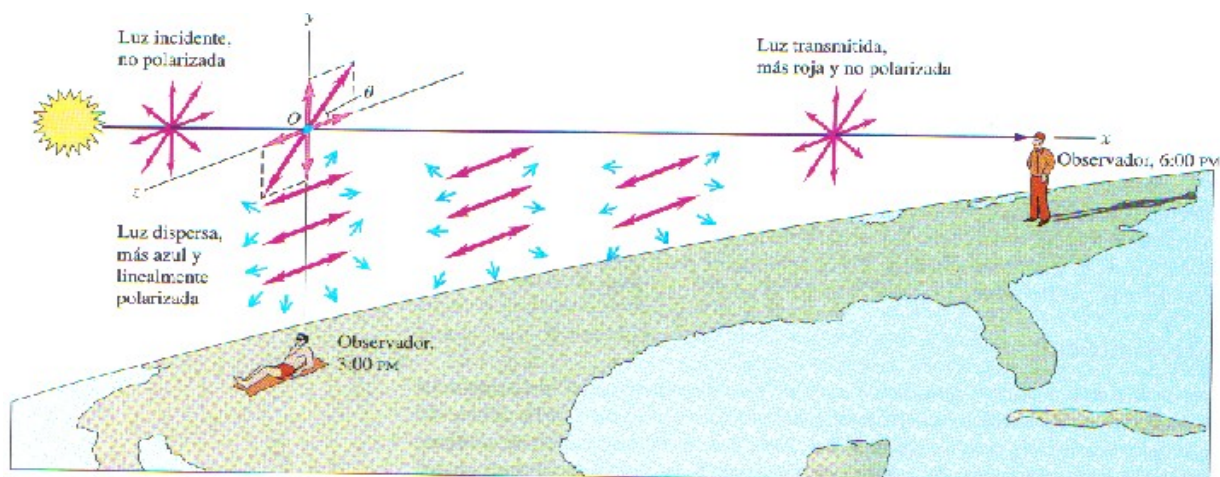 Luz incidente,
no polarizada
y
θ
O
z
Luz transmitida,
más roja y no polarizada
x
Observador, 6:00 PM
Luz dispersa,
más azul y
linealmente
polarizada
Observador,
3:00 PM